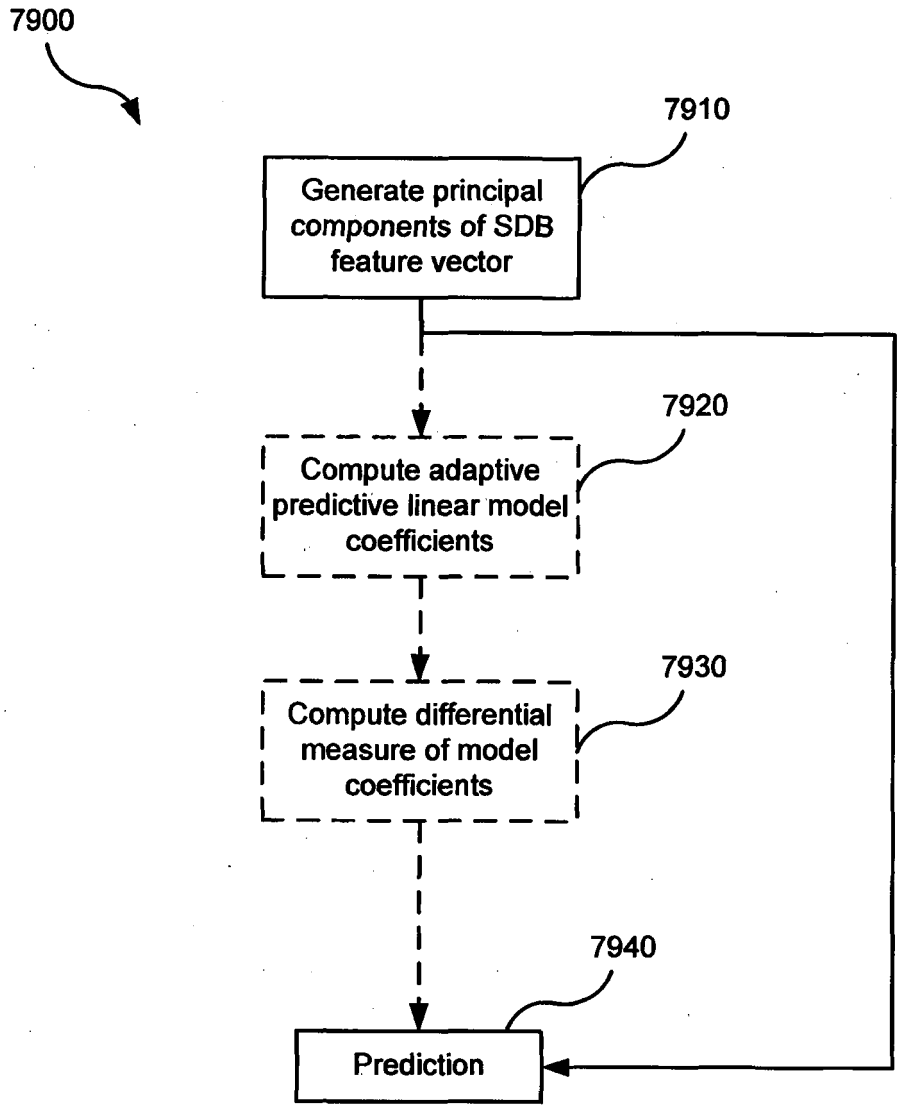 7900
7910
Generate principal
components of SDB
feature vector
7920
Compute adaptive
predictive linear model
coefficients
7930
Compute differential
measure of model
coefficients
7940
Prediction